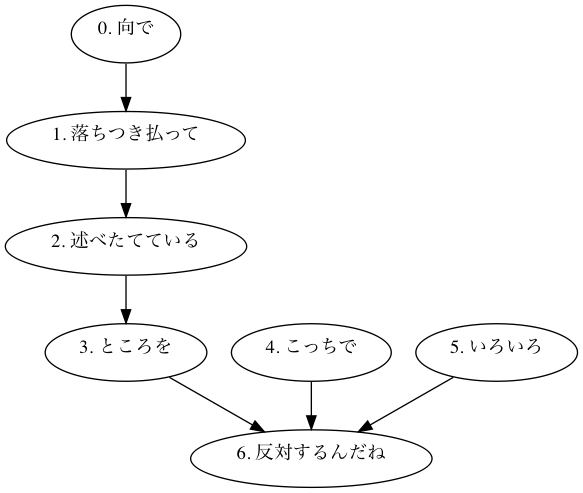 0. 向で
1. 落ちつき払って
2. 述べたてている
3. ところを
4. こっちで
5. いろいろ
6. 反対するんだね